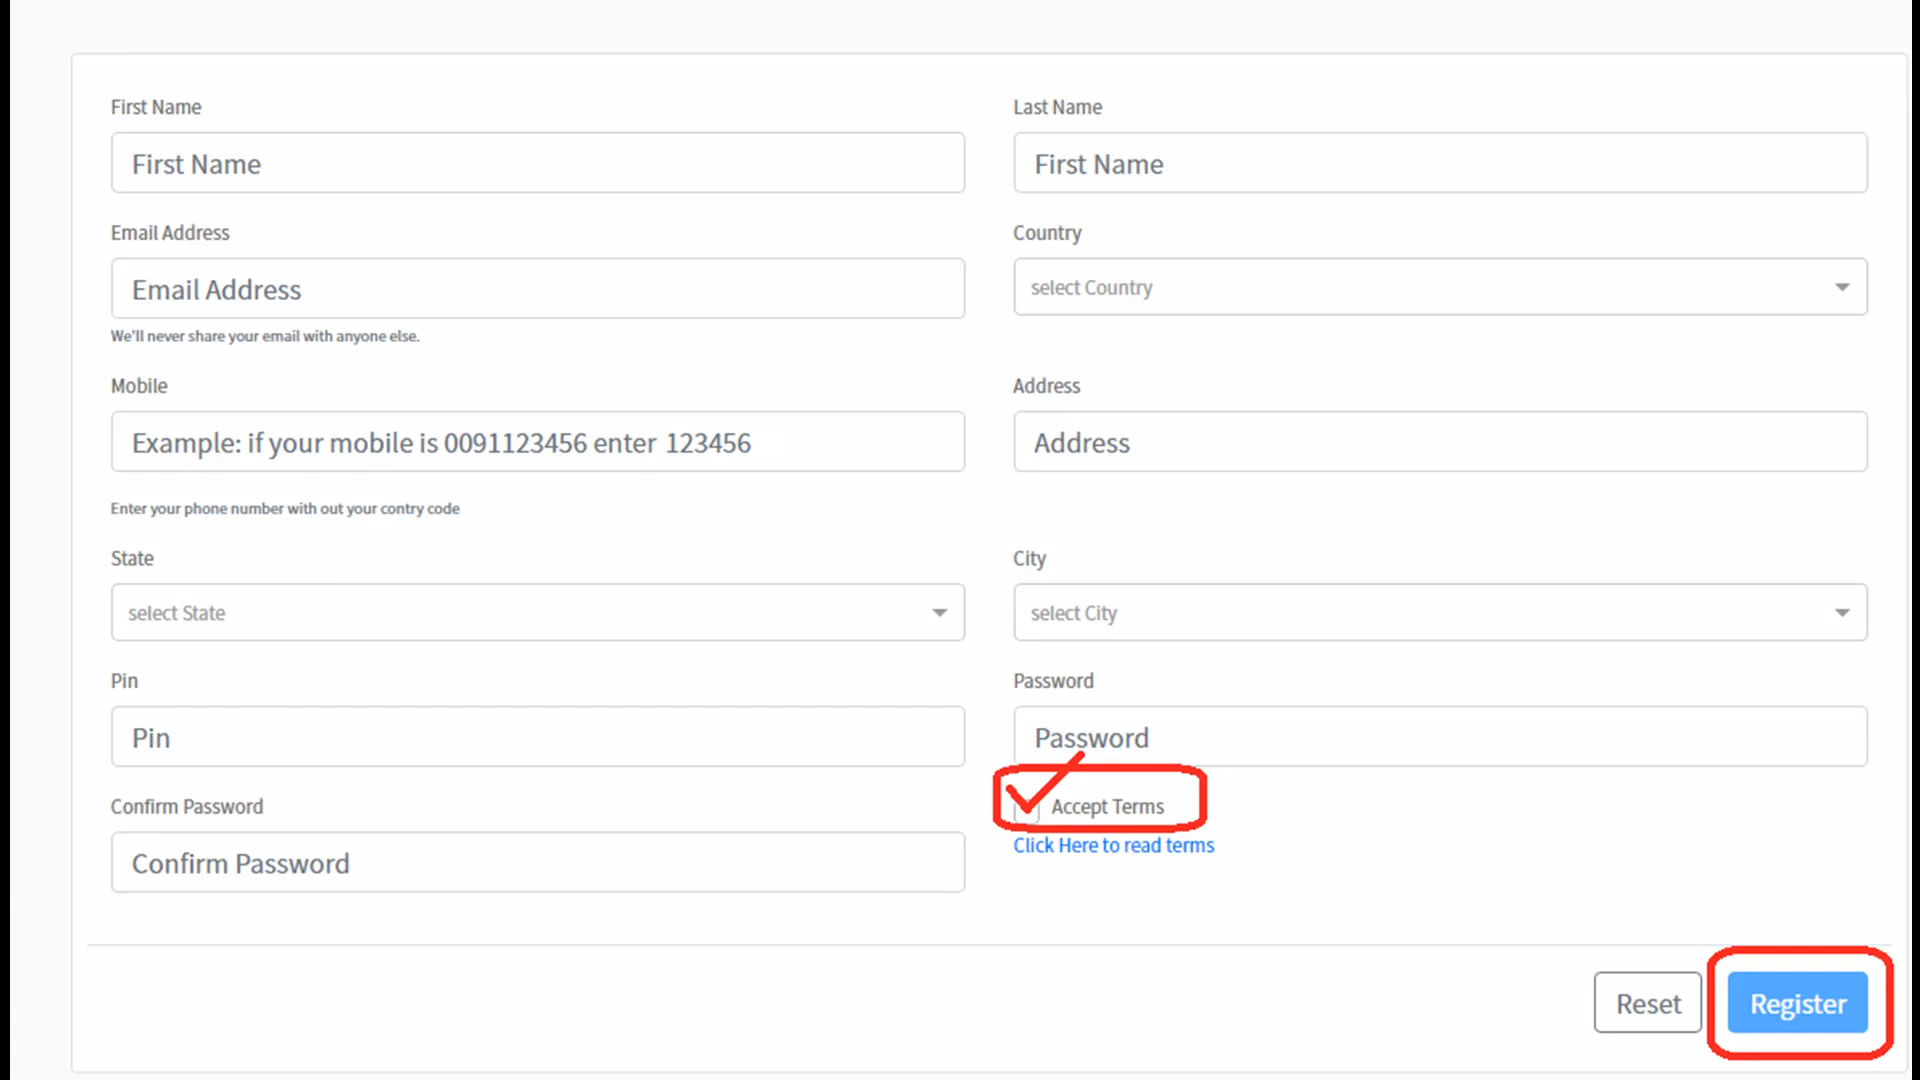 First Name
Last Name
First Name
First Name
Email Address
Country
Email Address
select Country
We'll never share your email with anyone else.
Mobile
Address
Example: if your mobile is 0091123456 enter 123456
Address
Enter your phone number with out your contry code
State
City
select State
select City
Pin
Password
Pin
Password
Confirm Password
Accept Terms
Click Here to read terms
Confirm Password
Reset
Register